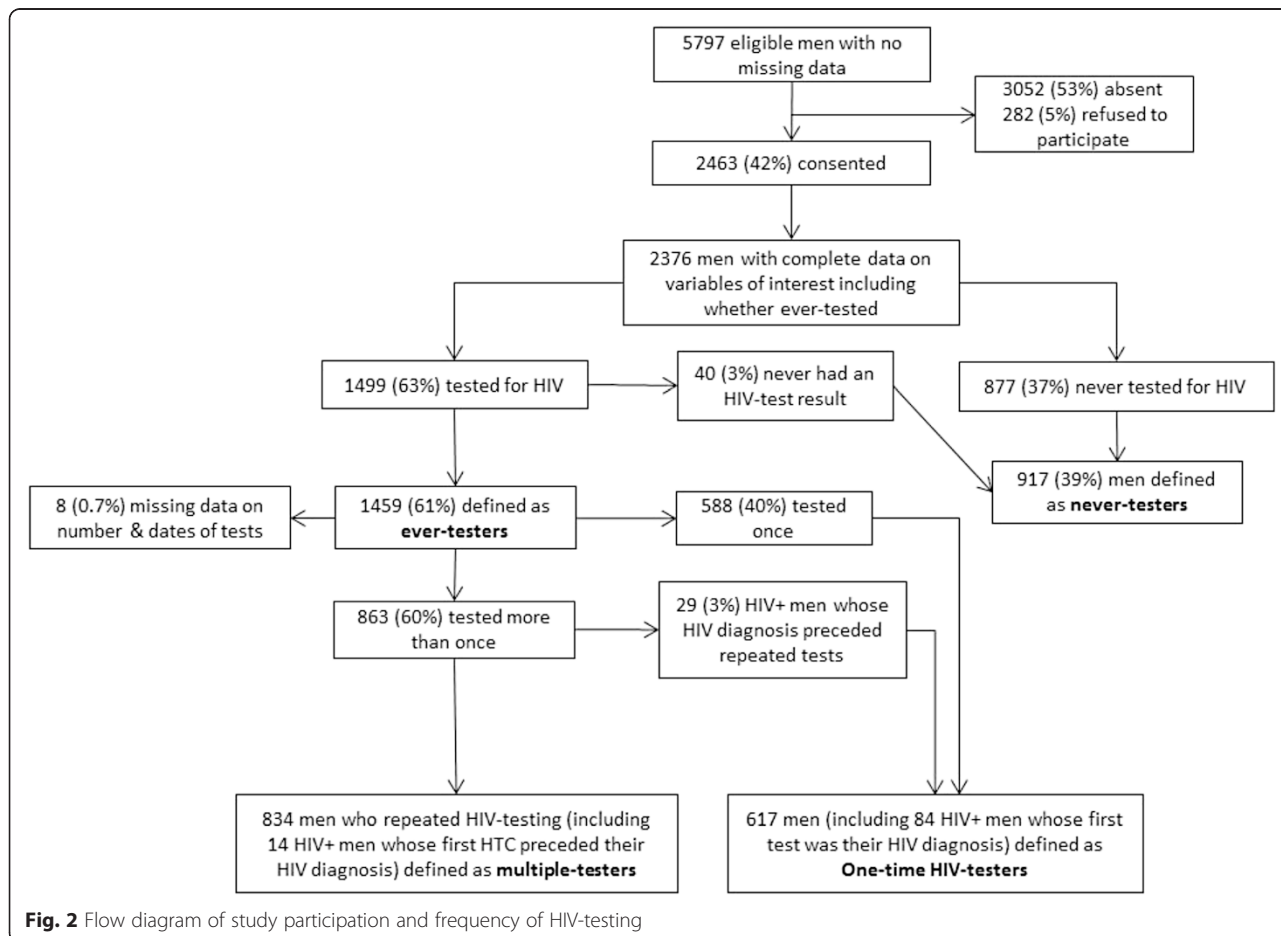 5797 eligible men with no
missing data
3052 (53%) absent
282 (5%) refused to
participate
2463 (42%) consented
2376 men with complete data on
variables of interest including
whether ever-tested
1499 (63%) tested for HIV
40 (3%) never had an
HIV-test result
877 (37%) never tested for HIV
917 (39%) men defined
as never-testers
8 (0.7%) missing data on
number & dates of tests
1459 (61%) defined as
ever-testers
588 (40%) tested
once
863 (60%) tested more
than once
29 (3%) HIV+ men whose
HIV diagnosis preceded
repeated tests
834 men who repeated HIV-testing (including
14 HIV+ men whose first HTC preceded their
HIV diagnosis) defined as multiple-testers
617 men (including 84 HIV+ men whose first
test was their HIV diagnosis) defined as
One-time HIV-testers
Fig. 2 Flow diagram of study participation and frequency of HIV-testing